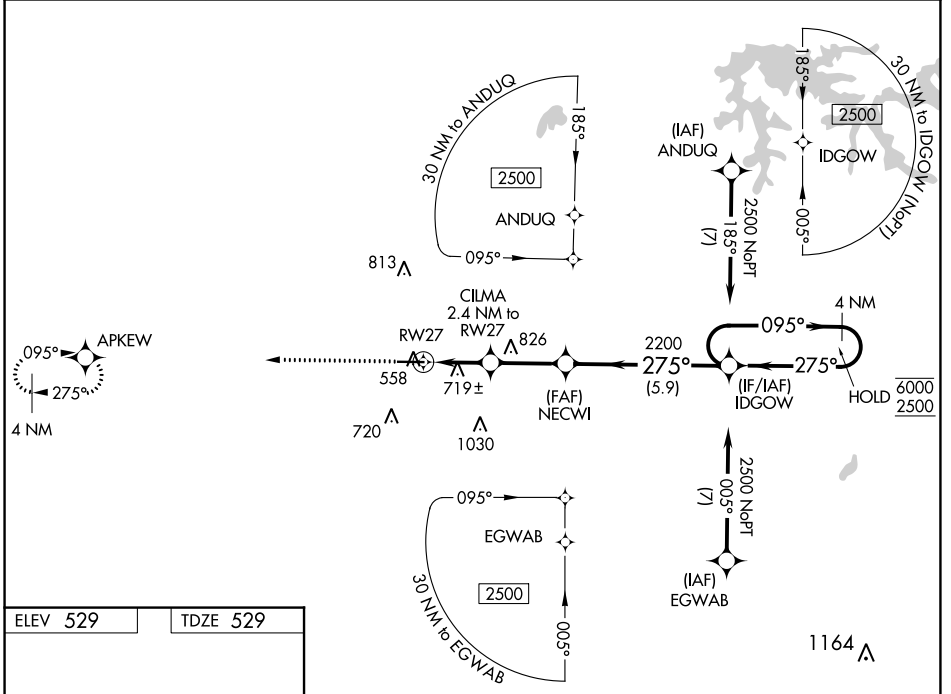 30 NM to ANDUQ
185°
2500
ANDUQ
095°
(IAF)
ANDUQ
2500 NoPT
185°
(7)
185°
30 NM to IDGOW (NoPT)
2500
IDGOW
005°
813
CILMA
2.4 NM to
RW27
RW27
826
558
719±
720
1030
(FAF)
NECWI
2200
275°
(5.9)
095°
4 NM
275°
(IF/IAF)
IDGOW
HOLD
6000
2500
095°
APKEW
275°
4 NM
2500 NoPT
005°
(7)
(IAF)
EGWAB
095°
EGWAB
2500
30 NM to EGWAB
005°
1164
ELEV 529
TDZE 529